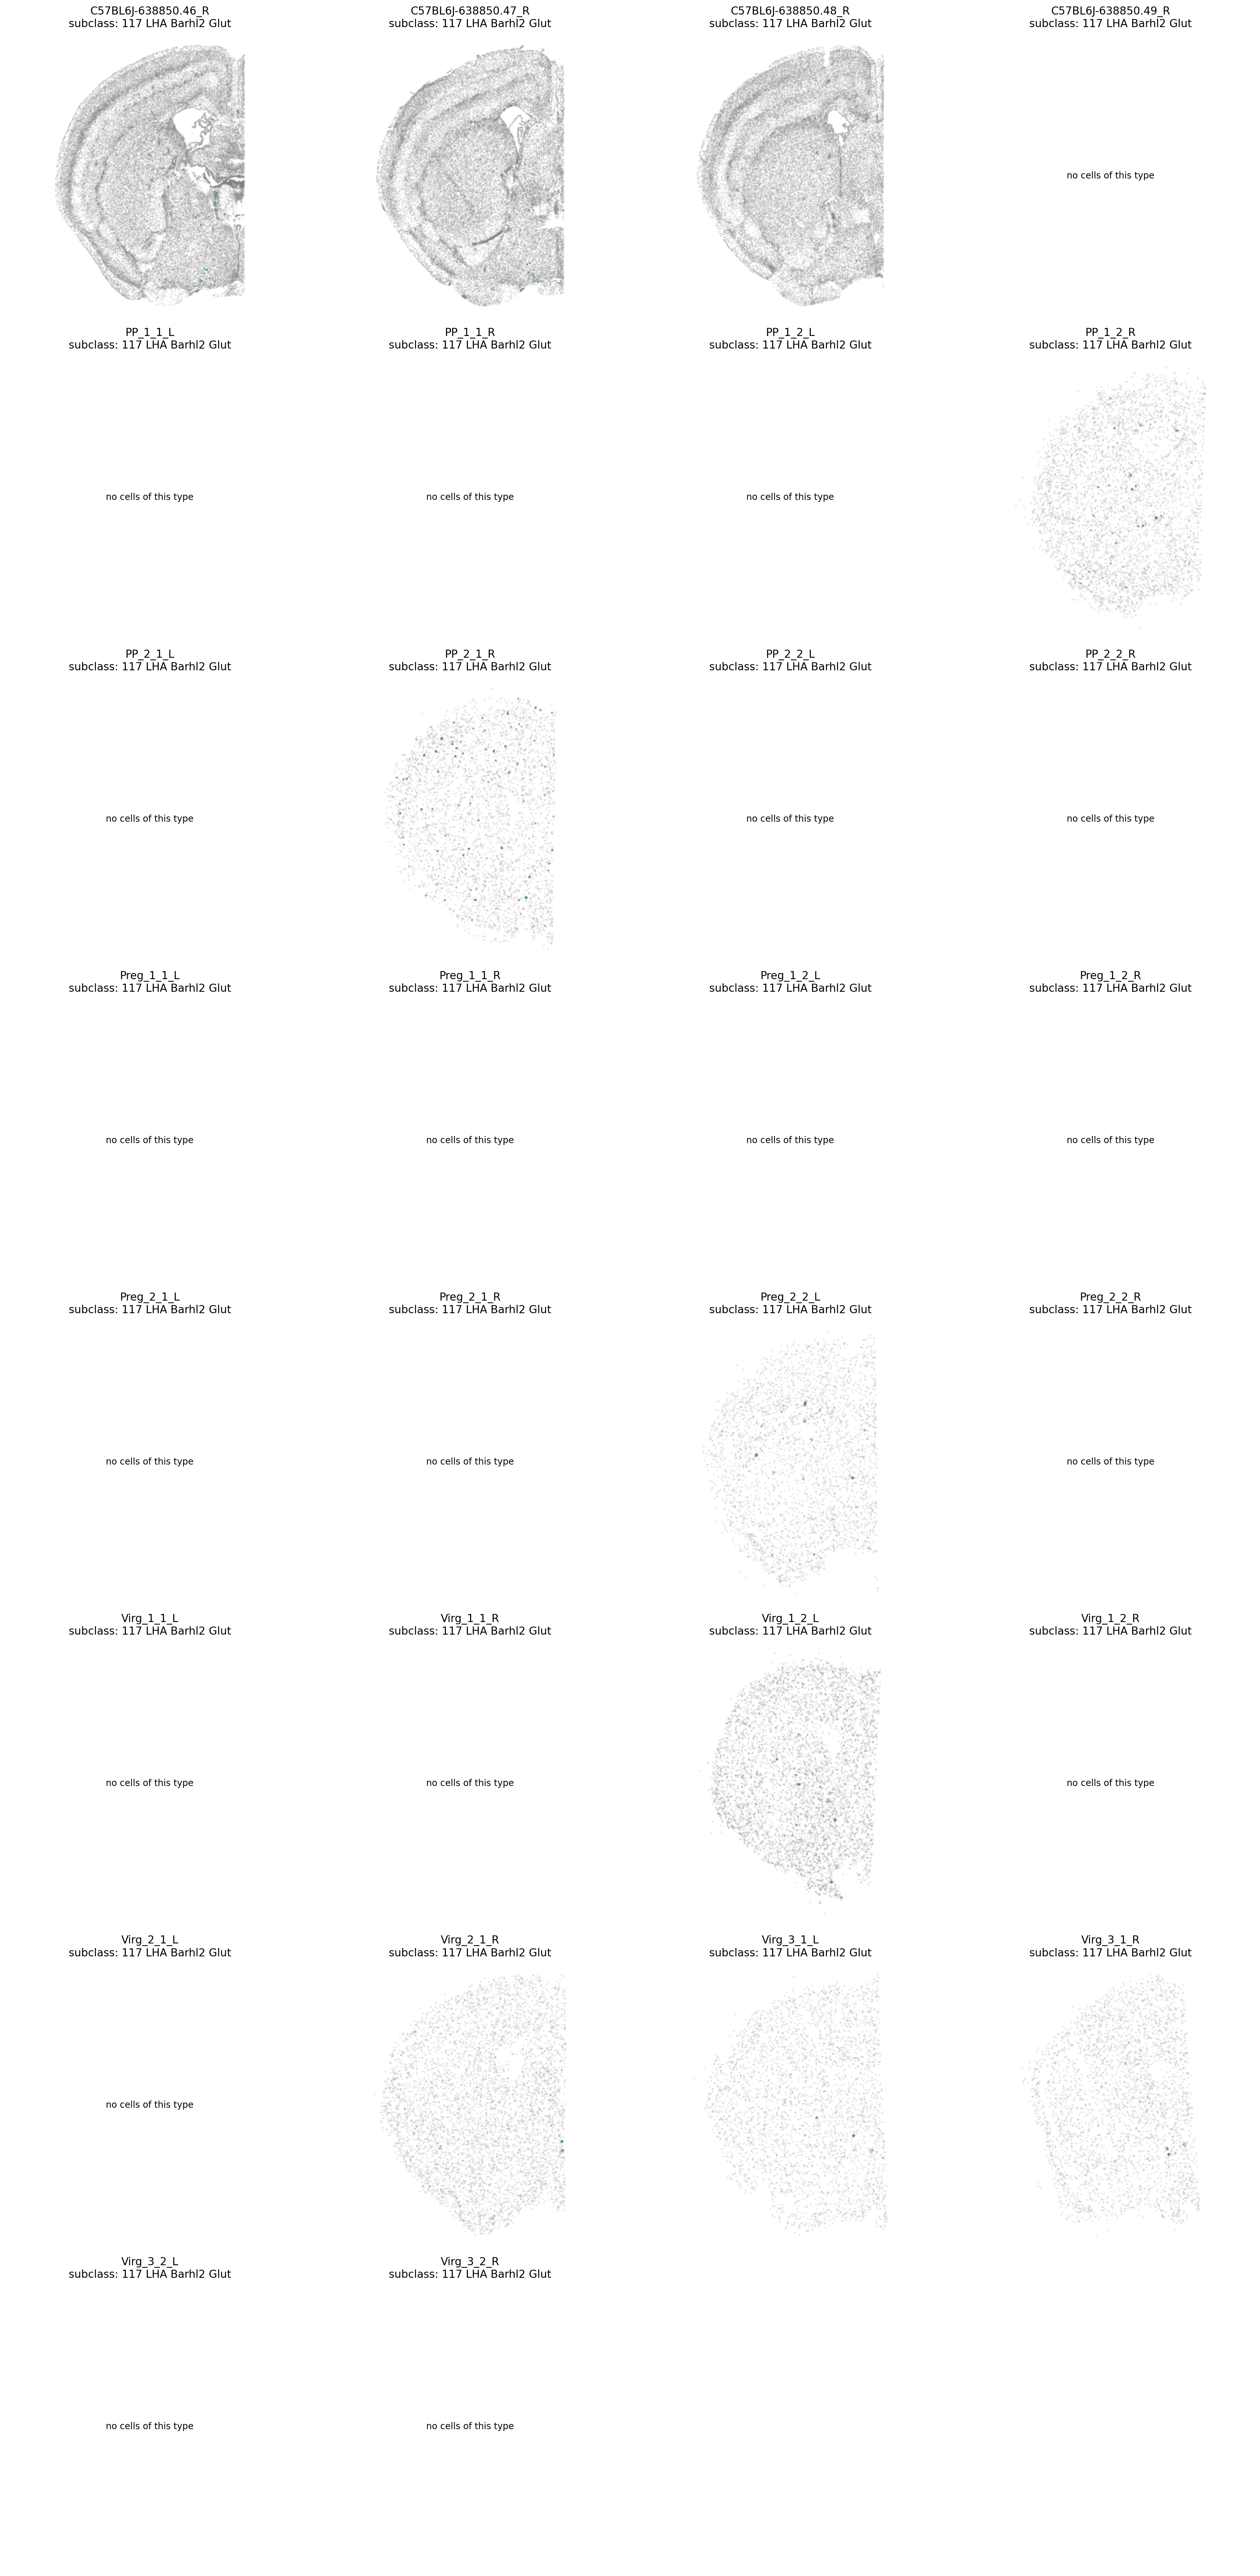 C57BL6J-638850.46_R
subclass: 117 LHA Barhl2 Glut
C57BL6J-638850.47_R
subclass: 117 LHA Barhl2 Glut
C57BL6J-638850.48_R
subclass: 117 LHA Barhl2 Glut
C57BL6J-638850.49_R
subclass: 117 LHA Barhl2 Glut
no cells of this type
PP_1_1_L
subclass: 117 LHA Barhl2 Glut
no cells of this type
PP_1_1_R
subclass: 117 LHA Barhl2 Glut
no cells of this type
PP_1_2_L
subclass: 117 LHA Barhl2 Glut
no cells of this type
PP_1_2_R
subclass: 117 LHA Barhl2 Glut
PP_2_1_L
subclass: 117 LHA Barhl2 Glut
no cells of this type
PP_2_1_R
subclass: 117 LHA Barhl2 Glut
PP_2_2_L
subclass: 117 LHA Barhl2 Glut
no cells of this type
PP_2_2_R
subclass: 117 LHA Barhl2 Glut
no cells of this type
Preg_1_1_L
subclass: 117 LHA Barhl2 Glut
no cells of this type
Preg_1_1_R
subclass: 117 LHA Barhl2 Glut
no cells of this type
Preg_1_2_L
subclass: 117 LHA Barhl2 Glut
no cells of this type
Preg_1_2_R
subclass: 117 LHA Barhl2 Glut
no cells of this type
Preg_2_1_L
subclass: 117 LHA Barhl2 Glut
no cells of this type
Preg_2_1_R
subclass: 117 LHA Barhl2 Glut
no cells of this type
Preg_2_2_L
subclass: 117 LHA Barhl2 Glut
Preg_2_2_R
subclass: 117 LHA Barhl2 Glut
no cells of this type
Virg_1_1_L
subclass: 117 LHA Barhl2 Glut
no cells of this type
Virg_1_1_R
subclass: 117 LHA Barhl2 Glut
no cells of this type
Virg_1_2_L
subclass: 117 LHA Barhl2 Glut
Virg_1_2_R
subclass: 117 LHA Barhl2 Glut
no cells of this type
Virg_2_1_L
subclass: 117 LHA Barhl2 Glut
no cells of this type
Virg_2_1_R
subclass: 117 LHA Barhl2 Glut
Virg_3_1_L
subclass: 117 LHA Barhl2 Glut
Virg_3_1_R
subclass: 117 LHA Barhl2 Glut
Virg_3_2_L
subclass: 117 LHA Barhl2 Glut
no cells of this type
Virg_3_2_R
subclass: 117 LHA Barhl2 Glut
no cells of this type